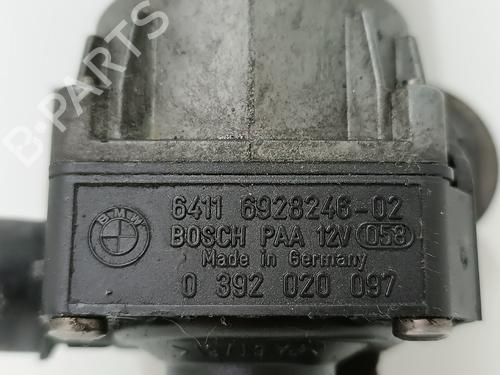 B-PARTS
BMW
6411 6928246-02
BOSCH PAA 12V 058
Made in Germany
0 392 020 097